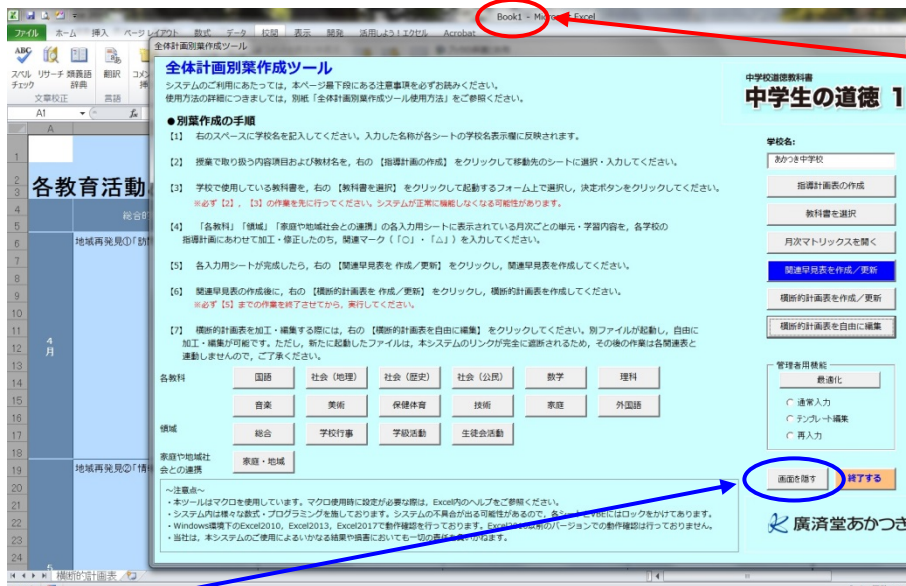 Book1 - Microsoft Excel
ファイル ホーム 挿入 ページレイアウト 数式 データ 校閲 表示 開発 活用しよう！エクセル Acrobat
スペル チェック リサーチ 類義語辞典 翻訳
文章校正 言語
A1
fx
A
各教育活動
地域再発見①「訪
4月
地域再発見②「情
横断的計画表
全体計画別葉作成ツール
全体計画別葉作成ツール
システムのご利用にあたっては，本ページ最下段にある注意事項を必ずお読みください。
使用方法の詳細につきましては，別紙「全体計画別葉作成ツール使用方法」をご参照ください。
●別葉作成の手順
【1】 右のスペースに学校名を記入してください。入力した名称が各シートの学校名表示欄に反映されます。
【2】 授業で取り扱う内容項目および教材名を，右の 【指導計画の作成】 をクリックして移動先のシートに選択・入力してください。
【3】 学校で使用している教科書を，右の 【教科書を選択】 をクリックして起動するフォーム上で選択し，決定ボタンをクリックしてください。
※必ず【2】，【3】の作業を先に行ってください。システムが正常に機能しなくなる可能性があります。
【4】 「各教科」「領域」「家庭や地域社会との連携」の各入力用シートに表示されている月次ごとの単元・学習内容を，各学校の
指導計画にあわせて加工・修正したのち，関連マーク（「○」・「△」）を入力してください。
【5】 各入力用シートが完成したら，右の 【関連早見表を 作成／更新】 をクリックし，関連早見表を作成してください。
【6】 関連早見表の作成後に，右の 【横断的計画表を 作成／更新】 をクリックし，横断的計画表を作成してください。
※必ず【5】までの作業を終了させてから、実行してください。
【7】 横断的計画表を加工・編集する際には，右の 【横断的計画表を自由に編集】 をクリックしてください。別ファイルが起動し，自由に
加工・編集が可能です。ただし，新たに起動したファイルは，本システムのリンクが完全に遮断されるため，その後の作業は各関連表と
連動しませんので，ご了承ください。
各教科 国語 社会（地理） 社会（歴史） 社会（公民） 数学 理科
音楽 美術 保健体育 技術 家庭 外国語
領域 総合 学校行事 学級活動 生徒会活動
家庭や地域社会との連携 家庭・地域
～注意点～
・本ツールはマクロを使用しています。マクロ使用時に設定が必要な際は，Excel内のヘルプをご参照ください。
・システム内は様々な数式・プログラミングを施しております。システムの不具合が出る可能性があるので，各シートとVBEにはロックをかけてあります。
・Windows環境下のExcel2010，Excel2013，Excel2017で動作確認を行っております。Excel2010以前のバージョンでの動作確認は行っておりません。
・当社は，本システムのご使用によるいかなる結果や損害においても一切の責任を負いかねます。
中学校道徳教科書
中学生の道徳 1
学校名：
あかつき中学校
指導計画表の作成
教科書を選択
月次マトリックスを開く
関連早見表を作成／更新
横断的計画表を作成／更新
横断的計画表を自由に編集
管理者用機能
最適化
通常入力
テンプレート編集
再入力
画面を隠す 終了する
廣済堂あかつき